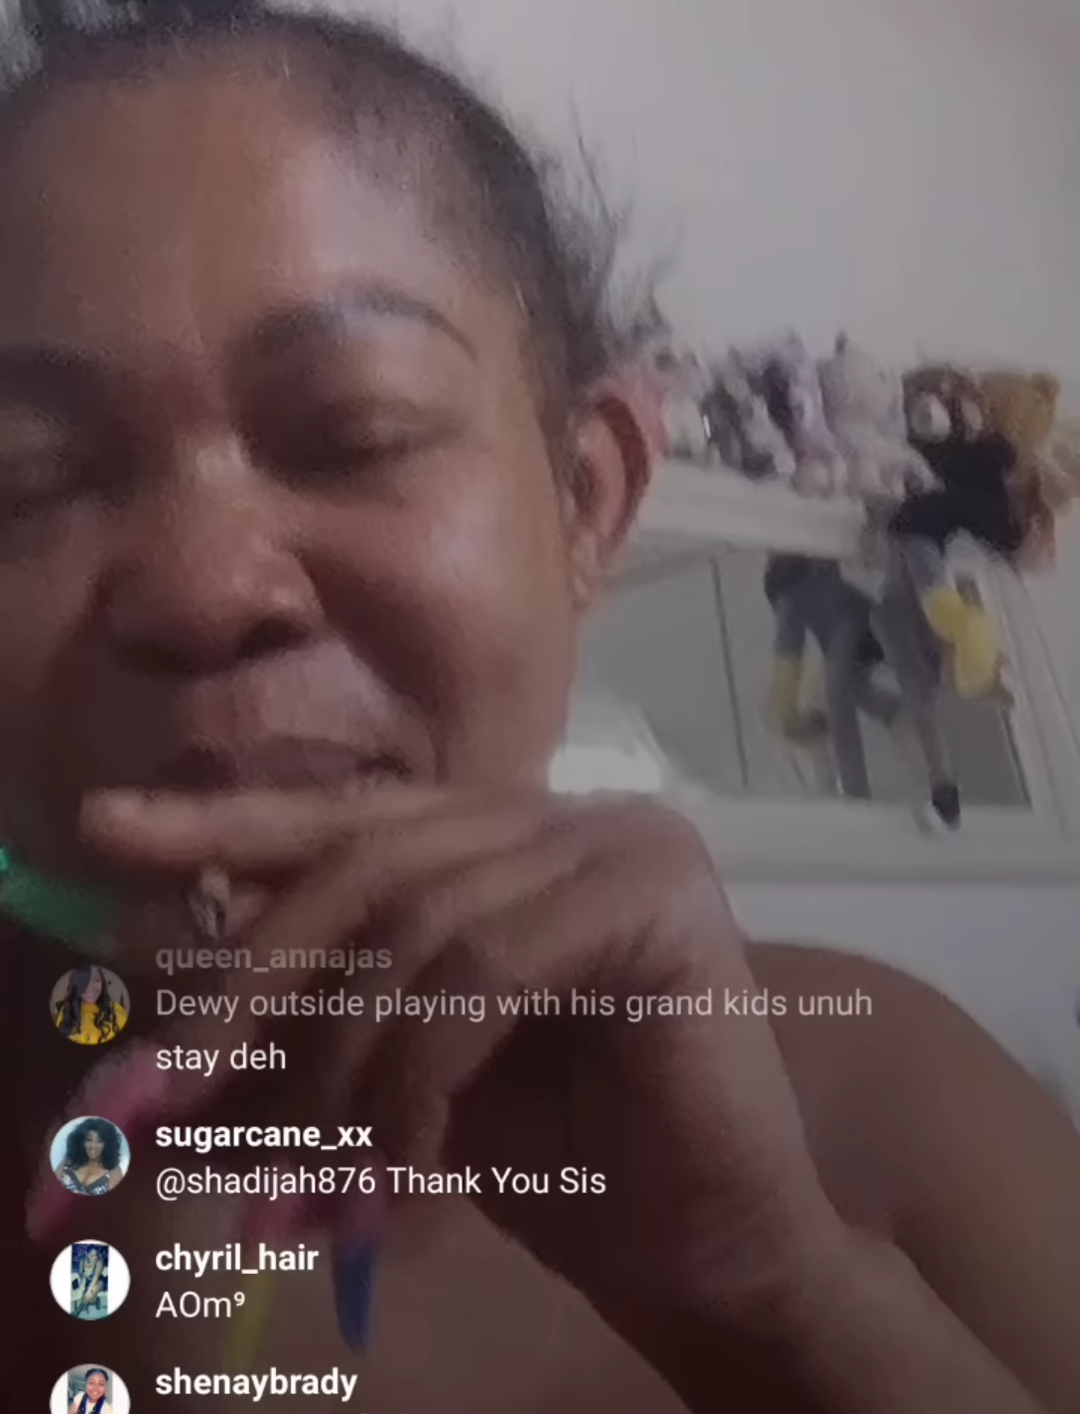 queen_annajas
Dewy outside playing with his grand kids unuh
stay deh
sugarcane_xx
@shadijah876 Thank You Sis
chyril_hair
AOm⁹
shenaybrady